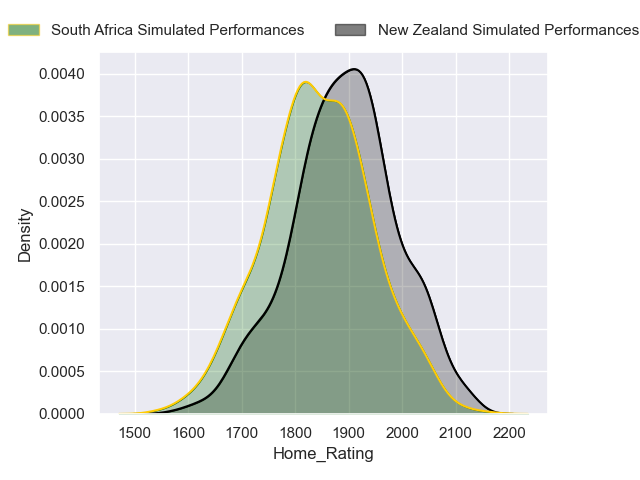 South Africa Simulated Performances
New Zealand Simulated Performances
0.0040
0.0035
0.0030
0.0025
0.0020
0.0015
0.0010
0.0005
0.0000
Density
1500 1600 1700 1800 1900 2000 2100 2200
Home_Rating